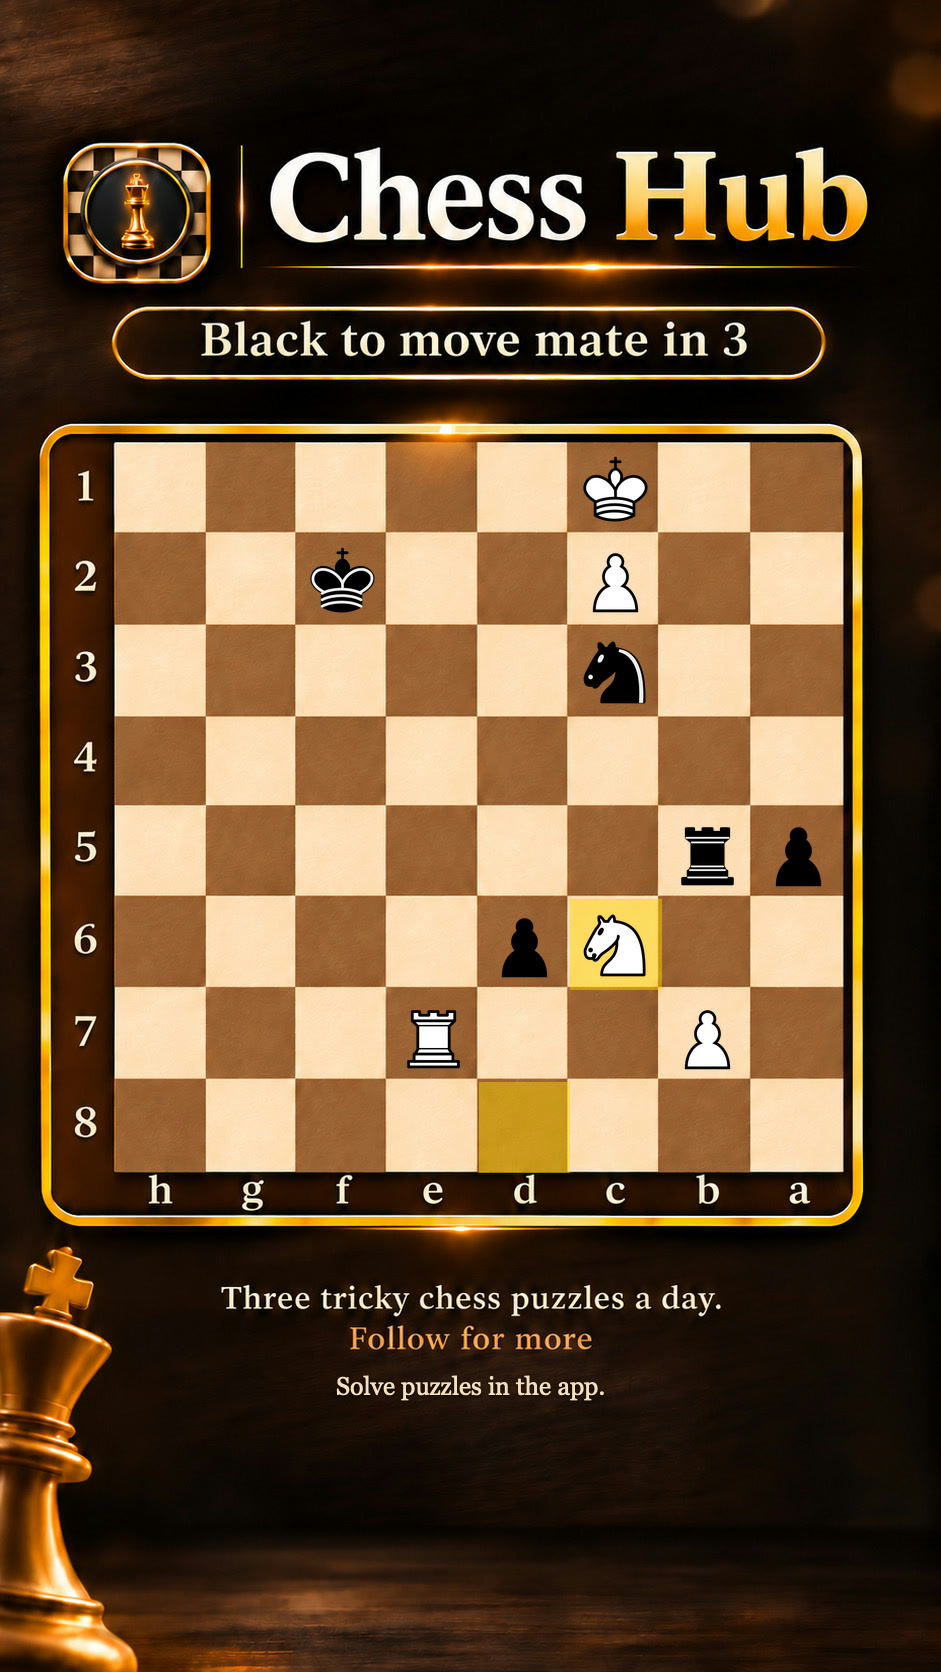 Chess Hub
Black to move mate in 3
1
2
3
4
5
6
7
8
h g f e d c b a
Three tricky chess puzzles a day.
Follow for more
Solve puzzles in the app.